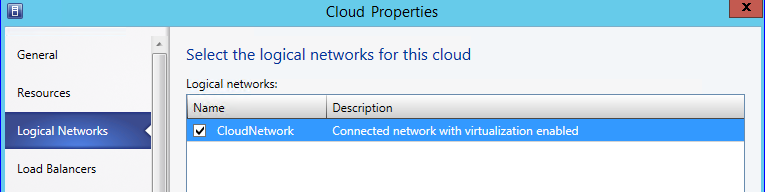 Cloud Properties
x
General
Resources
Logical Networks
Load Balancers
Select the logical networks for this cloud
Logical networks:
Name Description
CloudNetwork Connected network with virtualization enabled